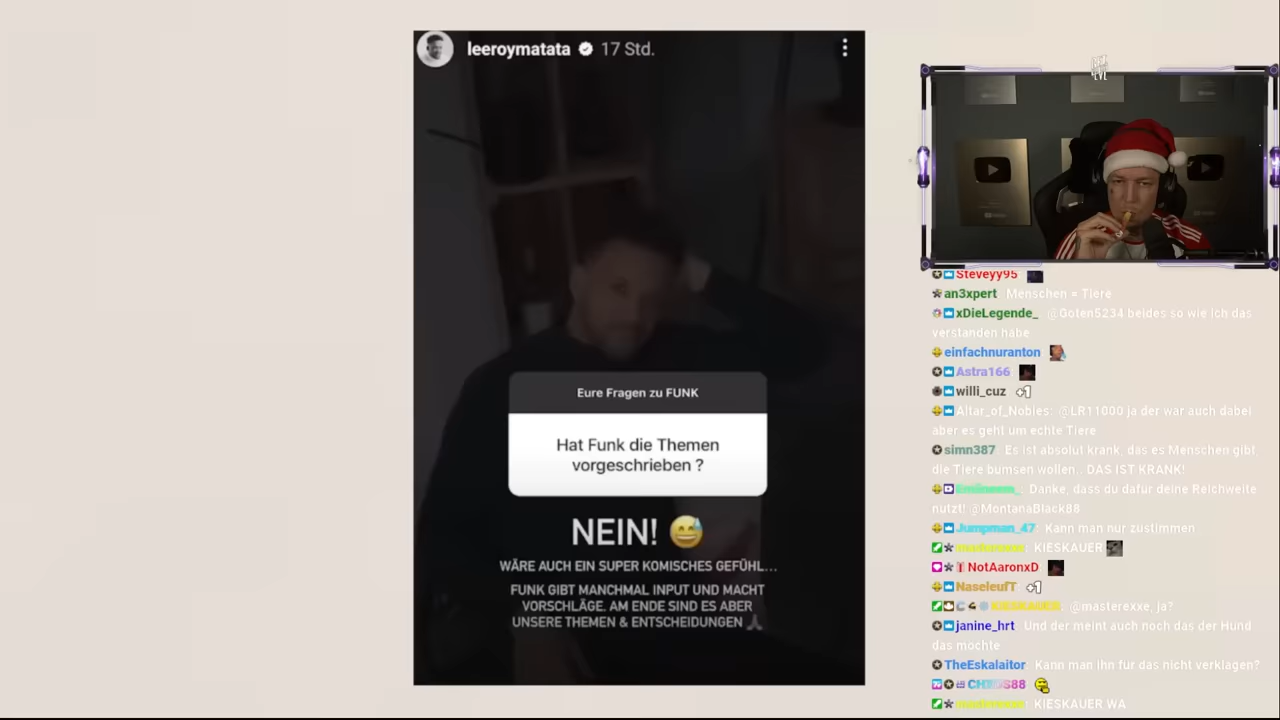 leeroymatata 17 Std.
Eure Fragen zu FUNK
Hat Funk die Themen
vorgeschrieben ?
NEIN! 😅
WÄRE AUCH EIN SUPER KOMISCHES GEFÜHL...
FUNK GIBT MANCHMAL INPUT UND MACHT
VORSCHLÄGE. AM ENDE SIND ES ABER
UNSERE THEMEN & ENTSCHEIDUNGEN 🙏
Steveyy95
an3xpert Menschen = Tiere
xDieLegende_ @Goten5234 beides so wie ich das
verstanden habe
einfachnuranton
Astra166
willi_cuz +1
Altar_of_Nobies: @LR11000 ja der war auch dabei
aber es geht um echte Tiere
simn387 Es ist absolut krank, das es Menschen gibt,
die Tiere bumsen wollen.. DAS IST KRANK!
Danke, dass du dafür deine Reichweite
nutzt! @MontanaBlack88
Jumpman_47: Kann man nur zustimmen
masterexxe: KIESKAUER
NotAaronxD
NaseleufT +1
@masterexxe, ja?
janine_hrt Und der meint auch noch das der Hund
das mochte
TheEskalaitor Kann man ihn für das nicht verklagen?
masterexxe: KIESKAUER WA